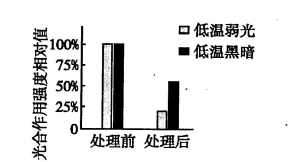 光合作用强度相对值
低温弱光
低温黑暗
100%
75%
50%
25%
0
处理前 处理后